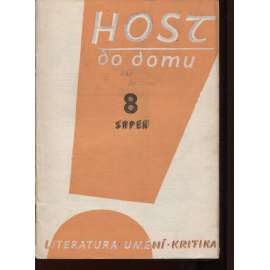 HOST
do domu
8
SRPEN
LITERATURA·UMĚNÍ·KRITIKA